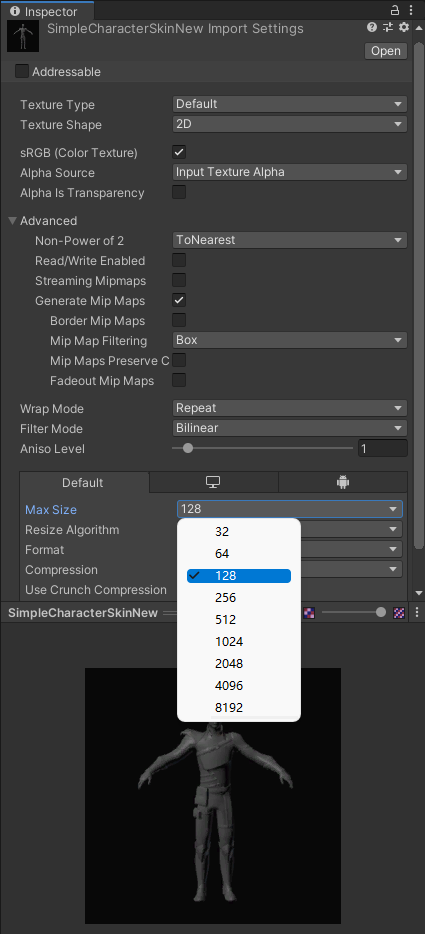 Inspector
SimpleCharacterSkinNew Import Settings
Open
Addressable
Texture Type Default
Texture Shape 2D
sRGB (Color Texture)
Alpha Source Input Texture Alpha
Alpha Is Transparency
Advanced
Non-Power of 2 ToNearest
Read/Write Enabled
Streaming Mipmaps
Generate Mip Maps
Border Mip Maps
Mip Map Filtering Box
Mip Maps Preserve C
Fadeout Mip Maps
Wrap Mode Repeat
Filter Mode Bilinear
Aniso Level 1
Default
Max Size 128
Resize Algorithm
Format
Compression
Use Crunch Compression
32
64
128
256
512
1024
2048
4096
8192
SimpleCharacterSkinNew